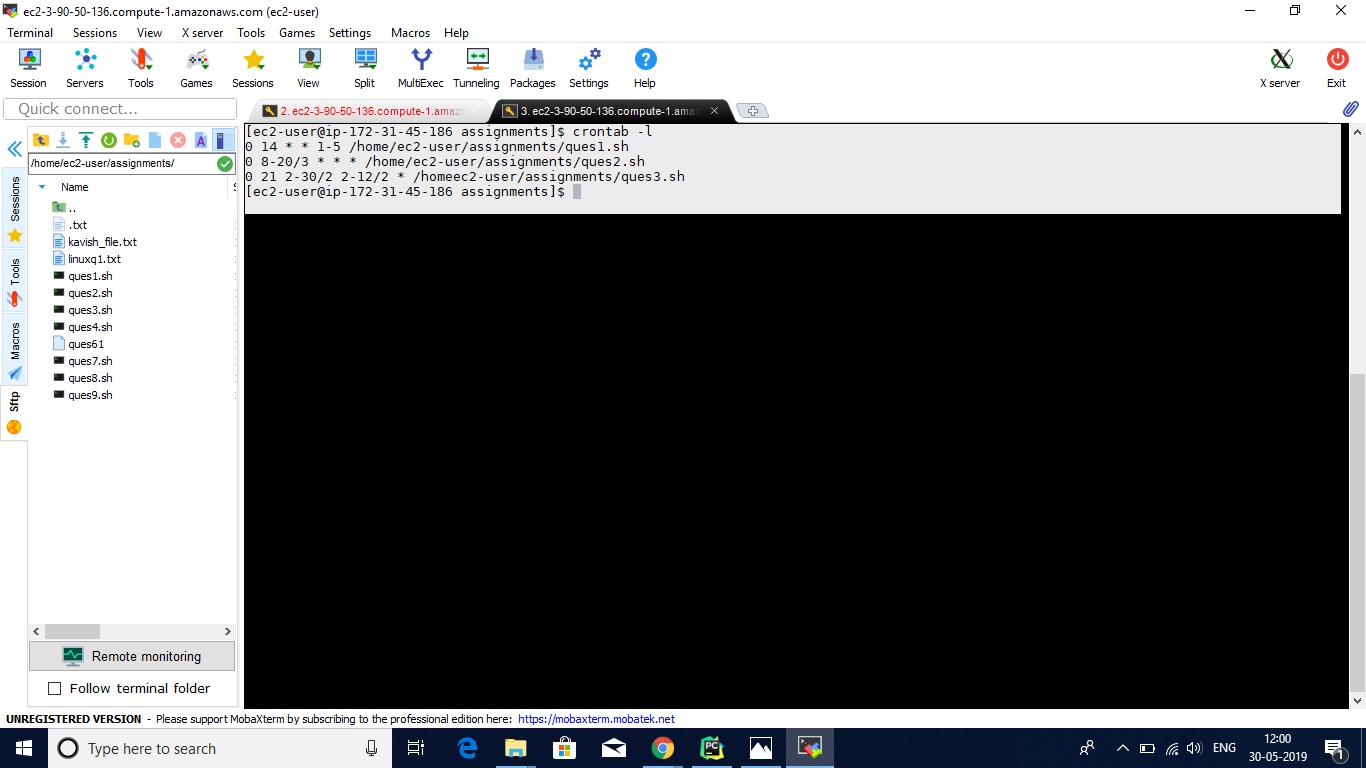 ec2-3-90-50-136.compute-1.amazonaws.com (ec2-user)
Terminal Sessions View X server Tools Games Settings Macros Help
Session Servers Tools Games Sessions View Split MultiExec Tunneling Packages Settings Help X server Exit
Quick connect...
2. ec2-3-90-50-136.compute-1.amazo
3. ec2-3-90-50-136.compute-1.ama
/home/ec2-user/assignments/
Name S
..
.txt
kavish_file.txt
linuxq1.txt
ques1.sh
ques2.sh
ques3.sh
ques4.sh
ques61
ques7.sh
ques8.sh
ques9.sh
Sessions
Tools
Macros
Sftp
[ec2-user@ip-172-31-45-186 assignments]$ crontab -l
0 14 * * 1-5 /home/ec2-user/assignments/ques1.sh
0 8-20/3 * * * /home/ec2-user/assignments/ques2.sh
0 21 2-30/2 2-12/2 * /homeec2-user/assignments/ques3.sh
[ec2-user@ip-172-31-45-186 assignments]$
Remote monitoring
Follow terminal folder
UNREGISTERED VERSION - Please support MobaXterm by subscribing to the professional edition here: https://mobaxterm.mobatek.net
Type here to search
ENG
12:00
30-05-2019
1